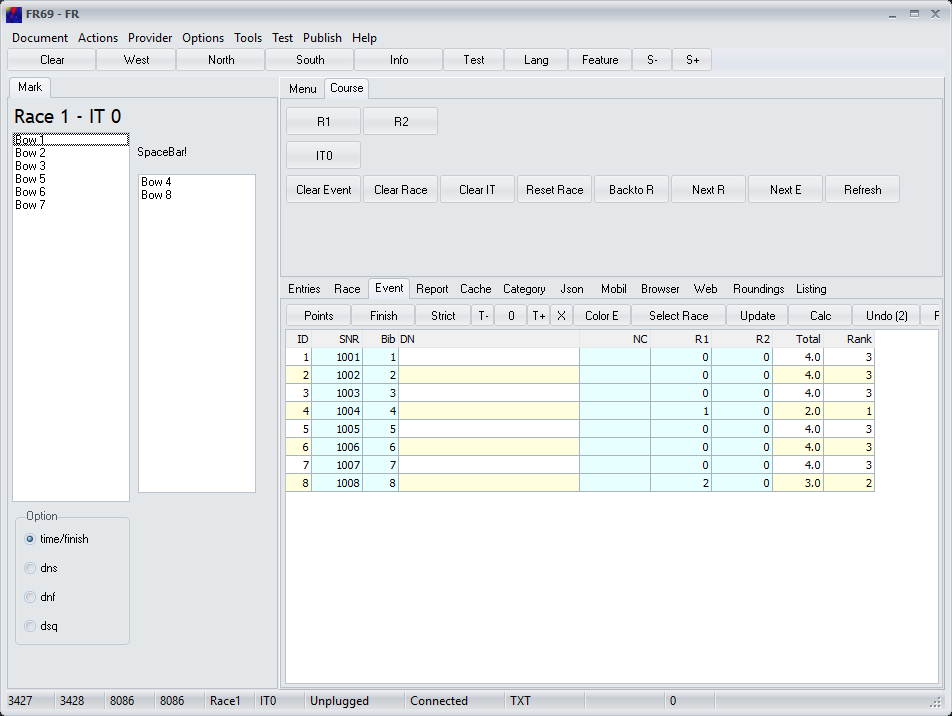 FR69 - FR
Document Actions Provider Options Tools Test Publish Help
Clear West North South Info Test Lang Feature S- S+
Mark
Race 1 - IT 0
Bow 1
Bow 2
Bow 3
Bow 5
Bow 6
Bow 7
SpaceBar!
Bow 4
Bow 8
Option
time/finish
dns
dnf
dsq
Menu Course
R1 R2
IT0
Clear Event Clear Race Clear IT Reset Race Backto R Next R Next E Refresh
Entries Race Event Report Cache Category Json Mobil Browser Web Roundings Listing
Points Finish Strict T- 0 T+ X Color E Select Race Update Calc Undo (2) F
ID SNR Bib DN NC R1 R2 Total Rank
1 1001 1 0 0 4.0 3
2 1002 2 0 0 4.0 3
3 1003 3 0 0 4.0 3
4 1004 4 1 0 2.0 1
5 1005 5 0 0 4.0 3
6 1006 6 0 0 4.0 3
7 1007 7 0 0 4.0 3
8 1008 8 2 0 3.0 2
3427 3428 8086 8086 Race1 IT0 Unplugged Connected TXT 0